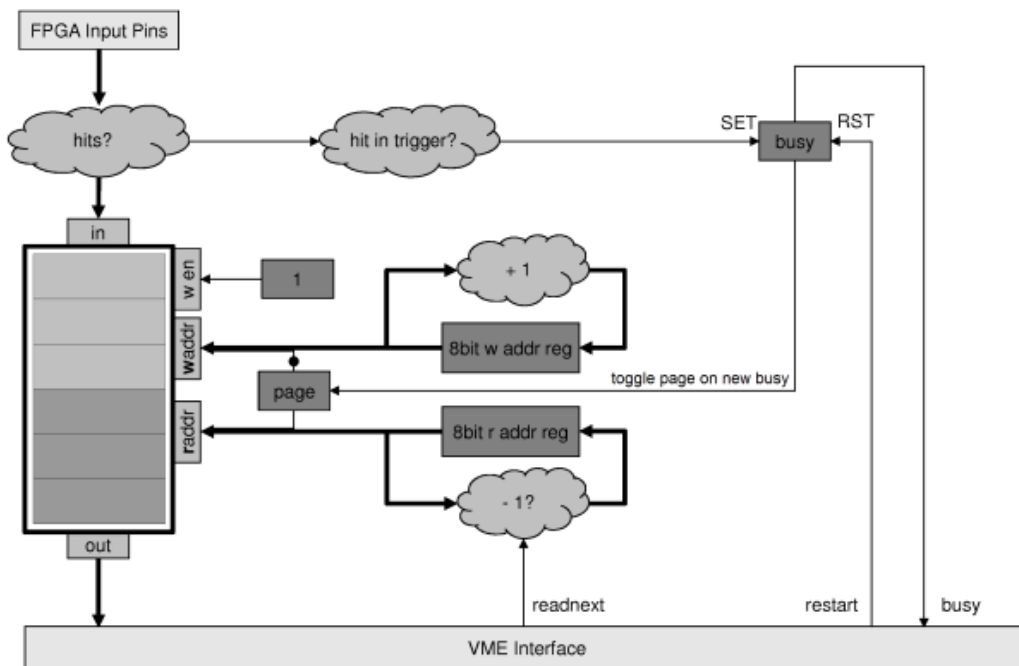 FPGA Input Pins
hits?
hit in trigger?
SET
RST
busy
in
w en
1
+ 1
waddr
8bit w addr reg
page
toggle page on new busy
raddr
8bit r addr reg
- 1?
out
readnext
restart
busy
VME Interface